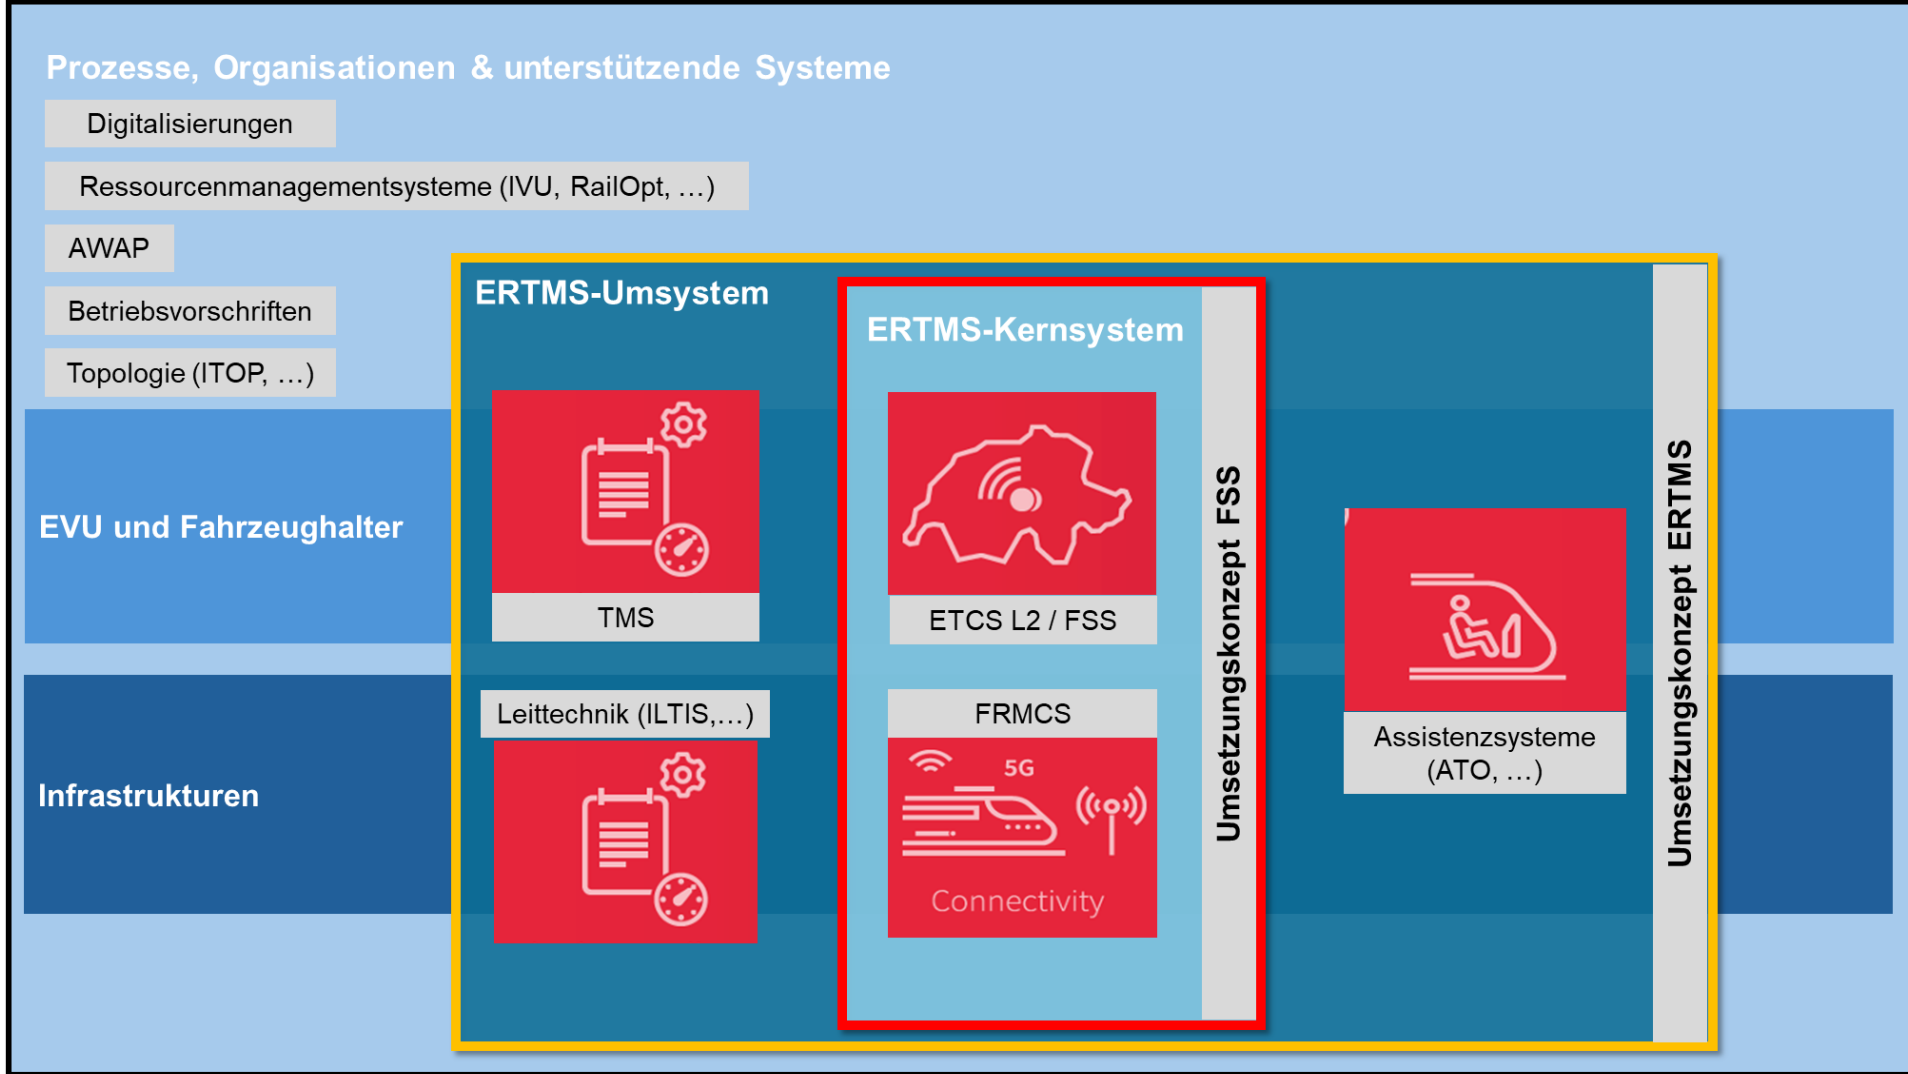 Prozesse, Organisationen & unterstützende Systeme
Digitalisierungen
Ressourcenmanagementsysteme (IVU, RailOpt, …)
AWAP
Betriebsvorschriften
Topologie (ITOP, …)
EVU und Fahrzeughalter
Infrastrukturen
ERTMS-Umsystem
TMS
Leittechnik (ILTIS,…)
ERTMS-Kernsystem
ETCS L2 / FSS
FRMCS
5G
Connectivity
Umsetzungskonzept FSS
Assistenzsysteme
(ATO, …)
Umsetzungskonzept ERTMS